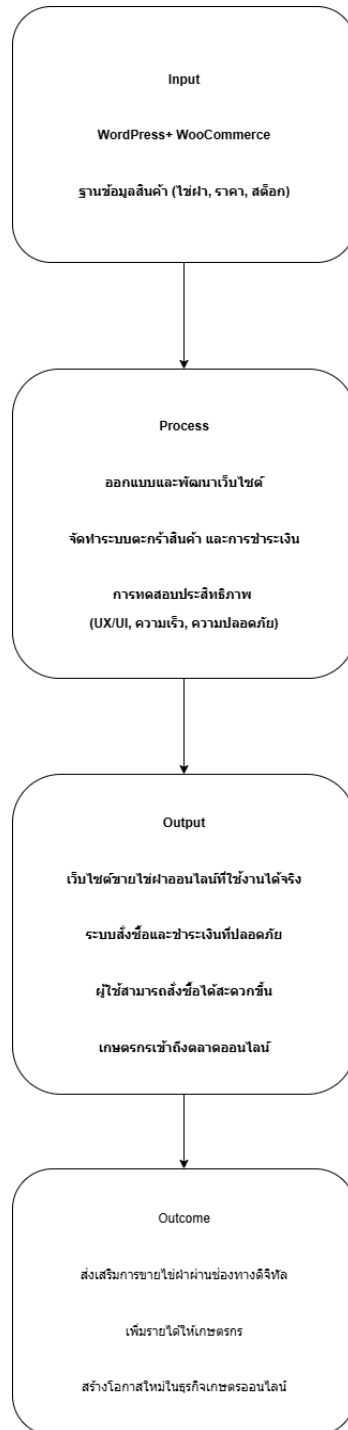 Input
WordPress+ WooCommerce
ฐานข้อมูลสินค้า (ไข่ฝำ, ราคา, สต็อก)
Process
ออกแบบและพัฒนาเว็บไซต์
จัดทำระบบตะกร้าสินค้า และการชำระเงิน
การทดสอบประสิทธิภาพ
(UX/UI, ความเร็ว, ความปลอดภัย)
Output
เว็บไซต์ขายไข่ฝำออนไลน์ที่ใช้งานได้จริง
ระบบสั่งซื้อและชำระเงินที่ปลอดภัย
ผู้ใช้สามารถสั่งซื้อได้สะดวกขึ้น
เกษตรกรเข้าถึงตลาดออนไลน์
Outcome
ส่งเสริมการขายไข่ฝำผ่านช่องทางดิจิทัล
เพิ่มรายได้ให้เกษตรกร
สร้างโอกาสใหม่ในธุรกิจเกษตรออนไลน์